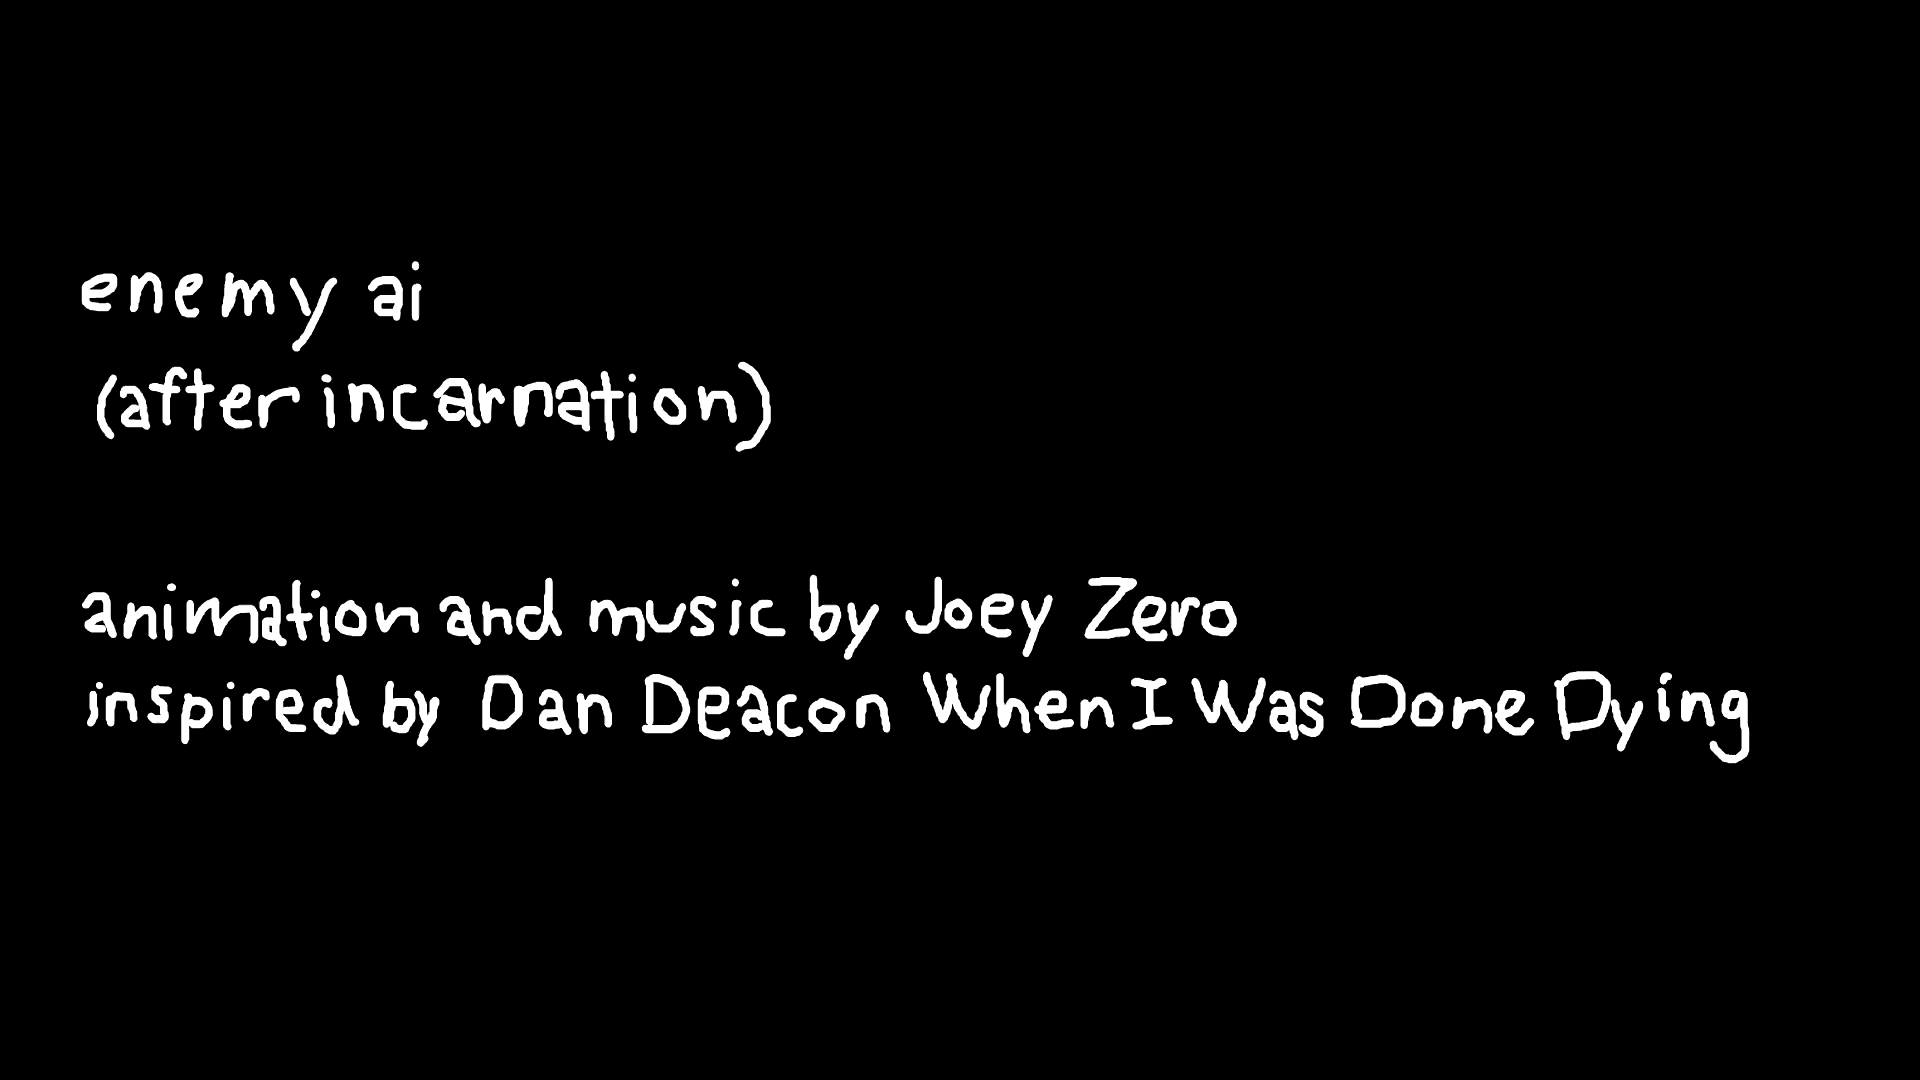 enemy ai
(after incarnation)
animation and music by Joey Zero
inspired by Dan Deacon When I Was Done Dying